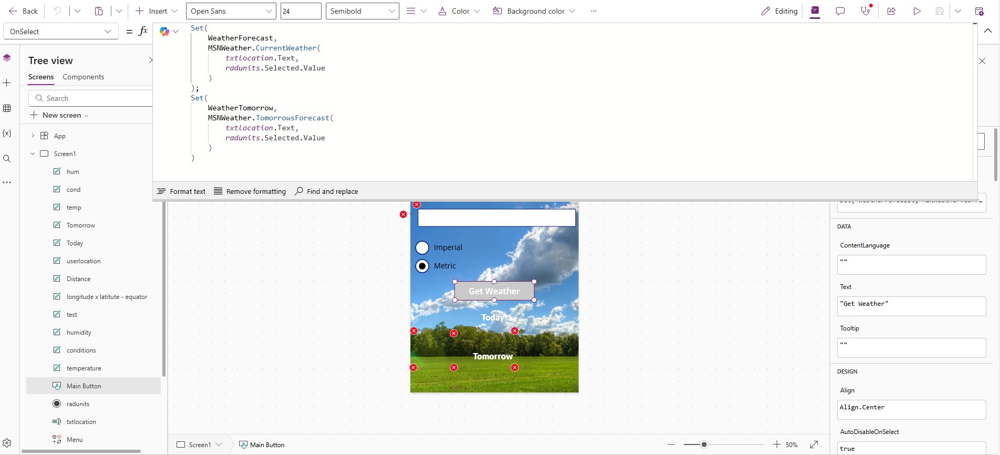 Back
Insert
Open Sans
24
Semibold
Color
Background color
Editing
OnSelect
= fx
Set(
WeatherForecast,
MSNWeather.CurrentWeather(
txtlocation.Text,
radunits.Selected.Value
)
);
Set(
WeatherTomorrow,
MSNWeather.TomorrowsForecast(
txtlocation.Text,
radunits.Selected.Value
)
)
Format text
Remove formatting
Find and replace
Tree view
Screens
Components
Search
New screen
App
Screen1
hum
cond
temp
Tomorrow
Today
userlocation
Distance
longitude x latitute - equator
test
humidity
conditions
temperature
Main Button
radunits
txtlocation
Menu
Imperial
Metric
Get Weather
Today
Tomorrow
DATA
ContentLanguage
""
Text
"Get Weather"
Tooltip
""
DESIGN
Align
Align.Center
AutoDisableOnSelect
true
Screen1
Main Button
50%